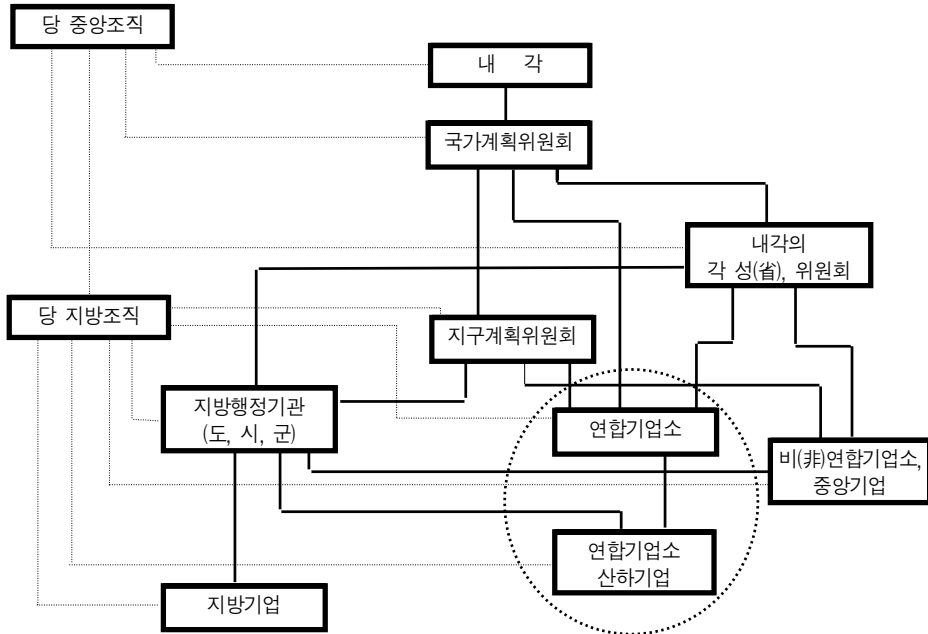 당 중앙조직
내 각
국가계획위원회
내각의
각 성(省), 위원회
당 지방조직
지구계획위원회
지방행정기관
(도, 시, 군)
연합기업소
비(非)연합기업소,
중앙기업
연합기업소
산하기업
지방기업